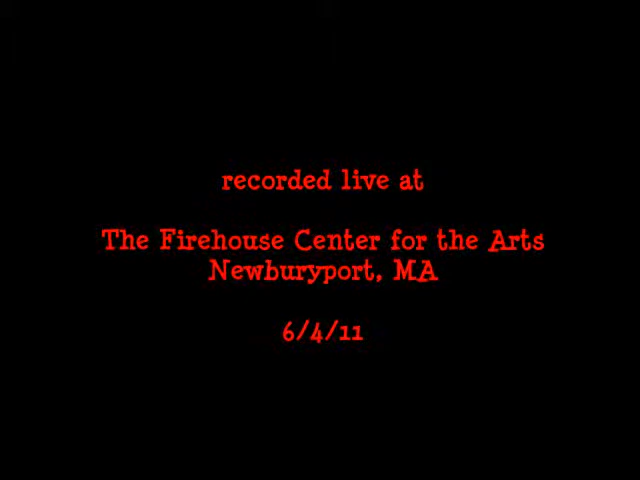 recorded live at
The Firehouse Center for the Arts
Newburyport, MA
6/4/11